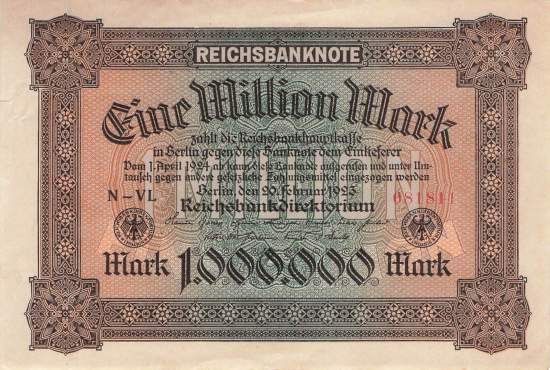 REICHSBANKNOTE
Eine Million Mark
zahlt die Reichsbankhauptkasse
in Berlin gegen diese Banknote dem Einlieferer
Vom 1. April 1924 ab kann diese Banknote aufgerufen und unter Um-
tausch gegen andere gesetzliche Zahlungsmittel eingezogen werden
Berlin, den 20. Februar 1923
N-VL Reichsbankdirektorium 081811
MILLION
Mark 1.000.000 Mark